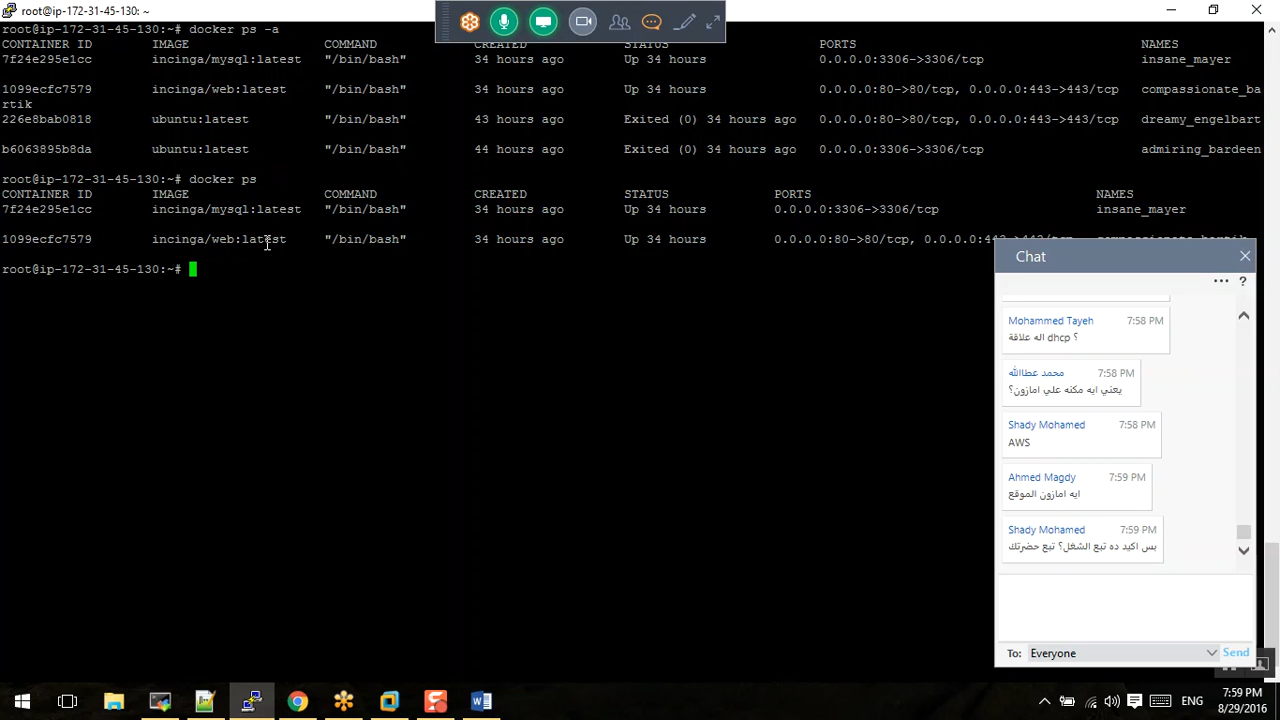 root@ip-172-31-45-130: ~
root@ip-172-31-45-130:~# docker ps -a
CONTAINER ID IMAGE COMMAND CREATED STATUS PORTS NAMES
7f24e295e1cc incinga/mysql:latest "/bin/bash" 34 hours ago Up 34 hours 0.0.0.0:3306->3306/tcp insane_mayer
1099ecfc7579 incinga/web:latest "/bin/bash" 34 hours ago Up 34 hours 0.0.0.0:80->80/tcp, 0.0.0.0:443->443/tcp compassionate_ba
rtik
226e8bab0818 ubuntu:latest "/bin/bash" 43 hours ago Exited (0) 34 hours ago 0.0.0.0:80->80/tcp, 0.0.0.0:443->443/tcp dreamy_engelbart
b6063895b8da ubuntu:latest "/bin/bash" 44 hours ago Exited (0) 34 hours ago 0.0.0.0:3306->3306/tcp admiring_bardeen
root@ip-172-31-45-130:~# docker ps
CONTAINER ID IMAGE COMMAND CREATED STATUS PORTS NAMES
7f24e295e1cc incinga/mysql:latest "/bin/bash" 34 hours ago Up 34 hours 0.0.0.0:3306->3306/tcp insane_mayer
1099ecfc7579 incinga/web:latest "/bin/bash" 34 hours ago Up 34 hours 0.0.0.0:80->80/tcp,
root@ip-172-31-45-130:~#
Chat
Mohammed Tayeh 7:58 PM
اله علاقة dhcp ؟
محمد عطاالله 7:58 PM
يعني ايه مكنه علي امازون؟
Shady Mohamed 7:58 PM
AWS
Ahmed Magdy 7:59 PM
ايه امازون الموقع
Shady Mohamed 7:59 PM
بس اكيد ده تبع الشغل؟ تبع حضرتك
To: Everyone Send
ENG 7:59 PM
8/29/2016